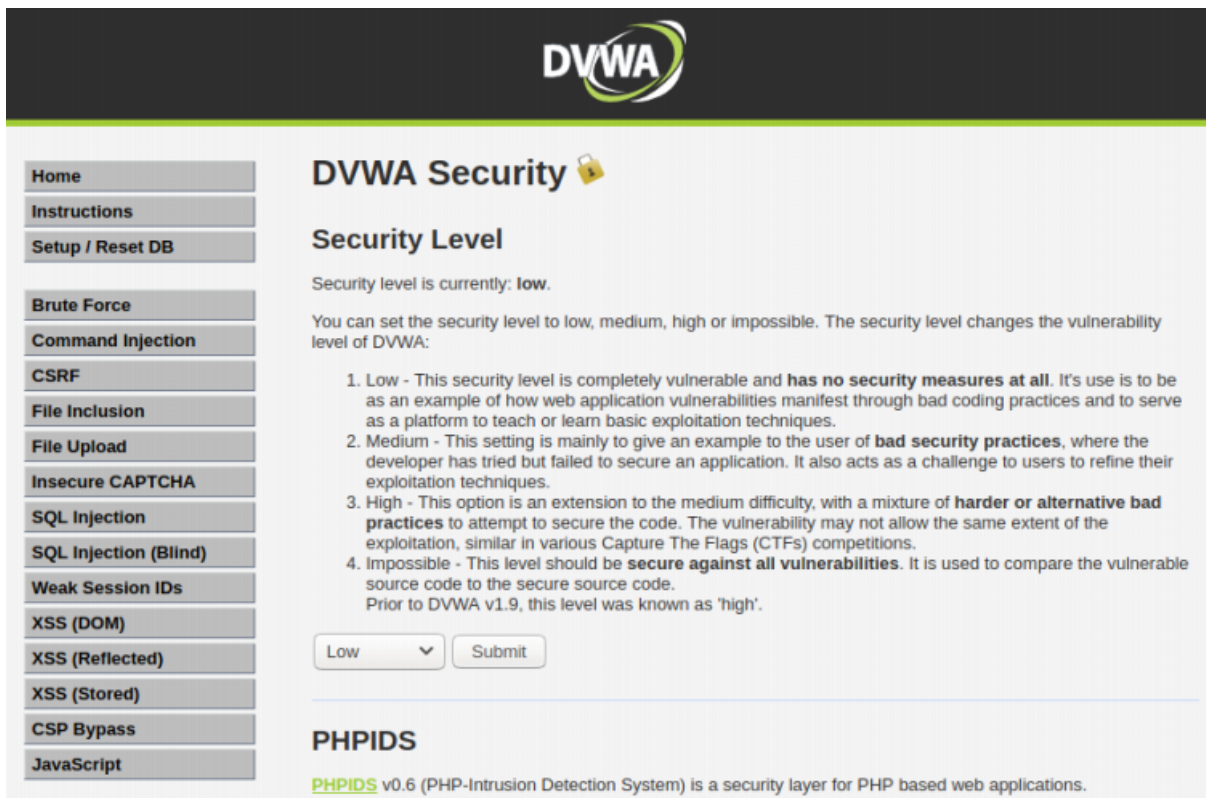 DVWA
Home
Instructions
Setup / Reset DB
Brute Force
Command Injection
CSRF
File Inclusion
File Upload
Insecure CAPTCHA
SQL Injection
SQL Injection (Blind)
Weak Session IDs
XSS (DOM)
XSS (Reflected)
XSS (Stored)
CSP Bypass
JavaScript
DVWA Security
Security Level
Security level is currently: low.
You can set the security level to low, medium, high or impossible. The security level changes the vulnerability
level of DVWA:
1. Low - This security level is completely vulnerable and has no security measures at all. It's use is to be
as an example of how web application vulnerabilities manifest through bad coding practices and to serve
as a platform to teach or learn basic exploitation techniques.
2. Medium - This setting is mainly to give an example to the user of bad security practices, where the
developer has tried but failed to secure an application. It also acts as a challenge to users to refine their
exploitation techniques.
3. High - This option is an extension to the medium difficulty, with a mixture of harder or alternative bad
practices to attempt to secure the code. The vulnerability may not allow the same extent of the
exploitation, similar in various Capture The Flags (CTFs) competitions.
4. Impossible - This level should be secure against all vulnerabilities. It is used to compare the vulnerable
source code to the secure source code.
Prior to DVWA v1.9, this level was known as 'high'.
Low
Submit
PHPIDS
PHPIDS v0.6 (PHP-Intrusion Detection System) is a security layer for PHP based web applications.